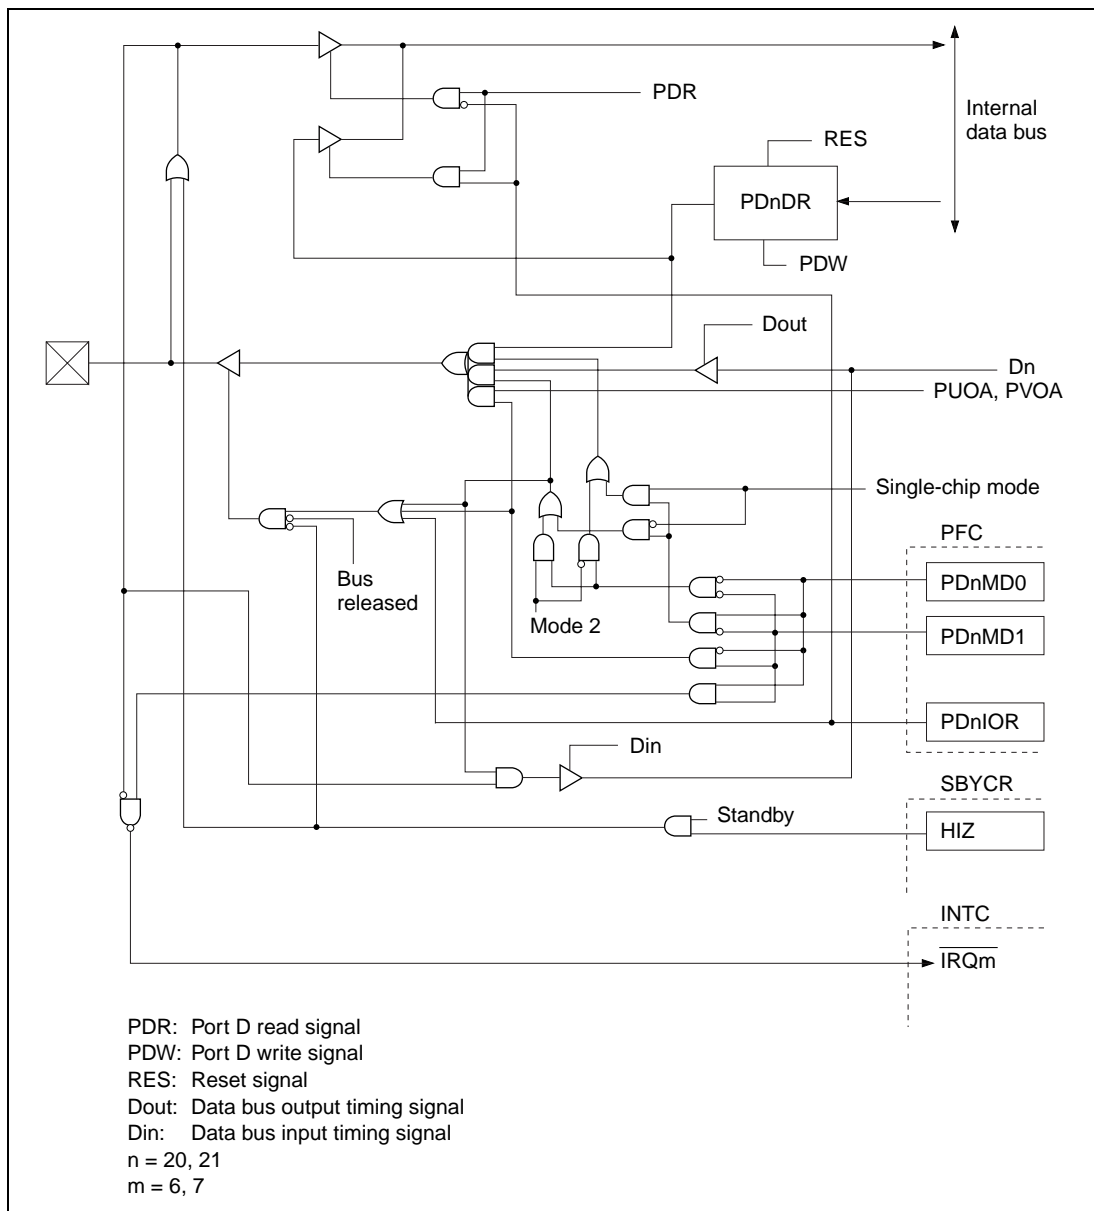 PDR
Internal
data bus
RES
PDnDR
PDW
Dout
Dn
PUOA, PVOA
Single-chip mode
PFC
Bus
released
Mode 2
PDnMD0
PDnMD1
PDnIOR
Din
SBYCR
Standby
HIZ
INTC
IRQm
PDR: Port D read signal
PDW: Port D write signal
RES: Reset signal
Dout: Data bus output timing signal
Din: Data bus input timing signal
n = 20, 21
m = 6, 7